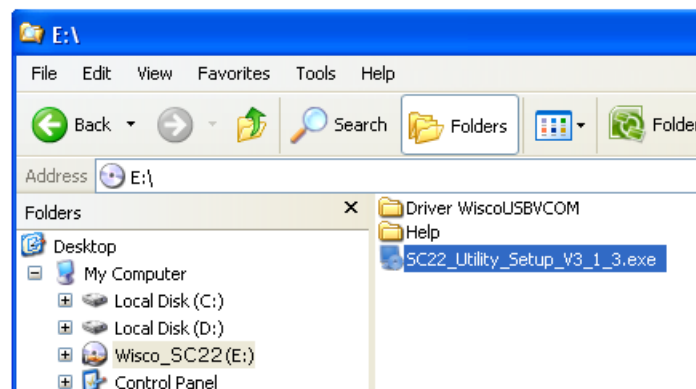 E:\
File Edit View Favorites Tools Help
Back Search Folders Folder
Address E:\
Folders X
Driver WiscoUSBVCOM
Help
SC22_Utility_Setup_V3_1_3.exe
Desktop
My Computer
Local Disk (C:)
Local Disk (D:)
Wisco_SC22 (E:)
Control Panel